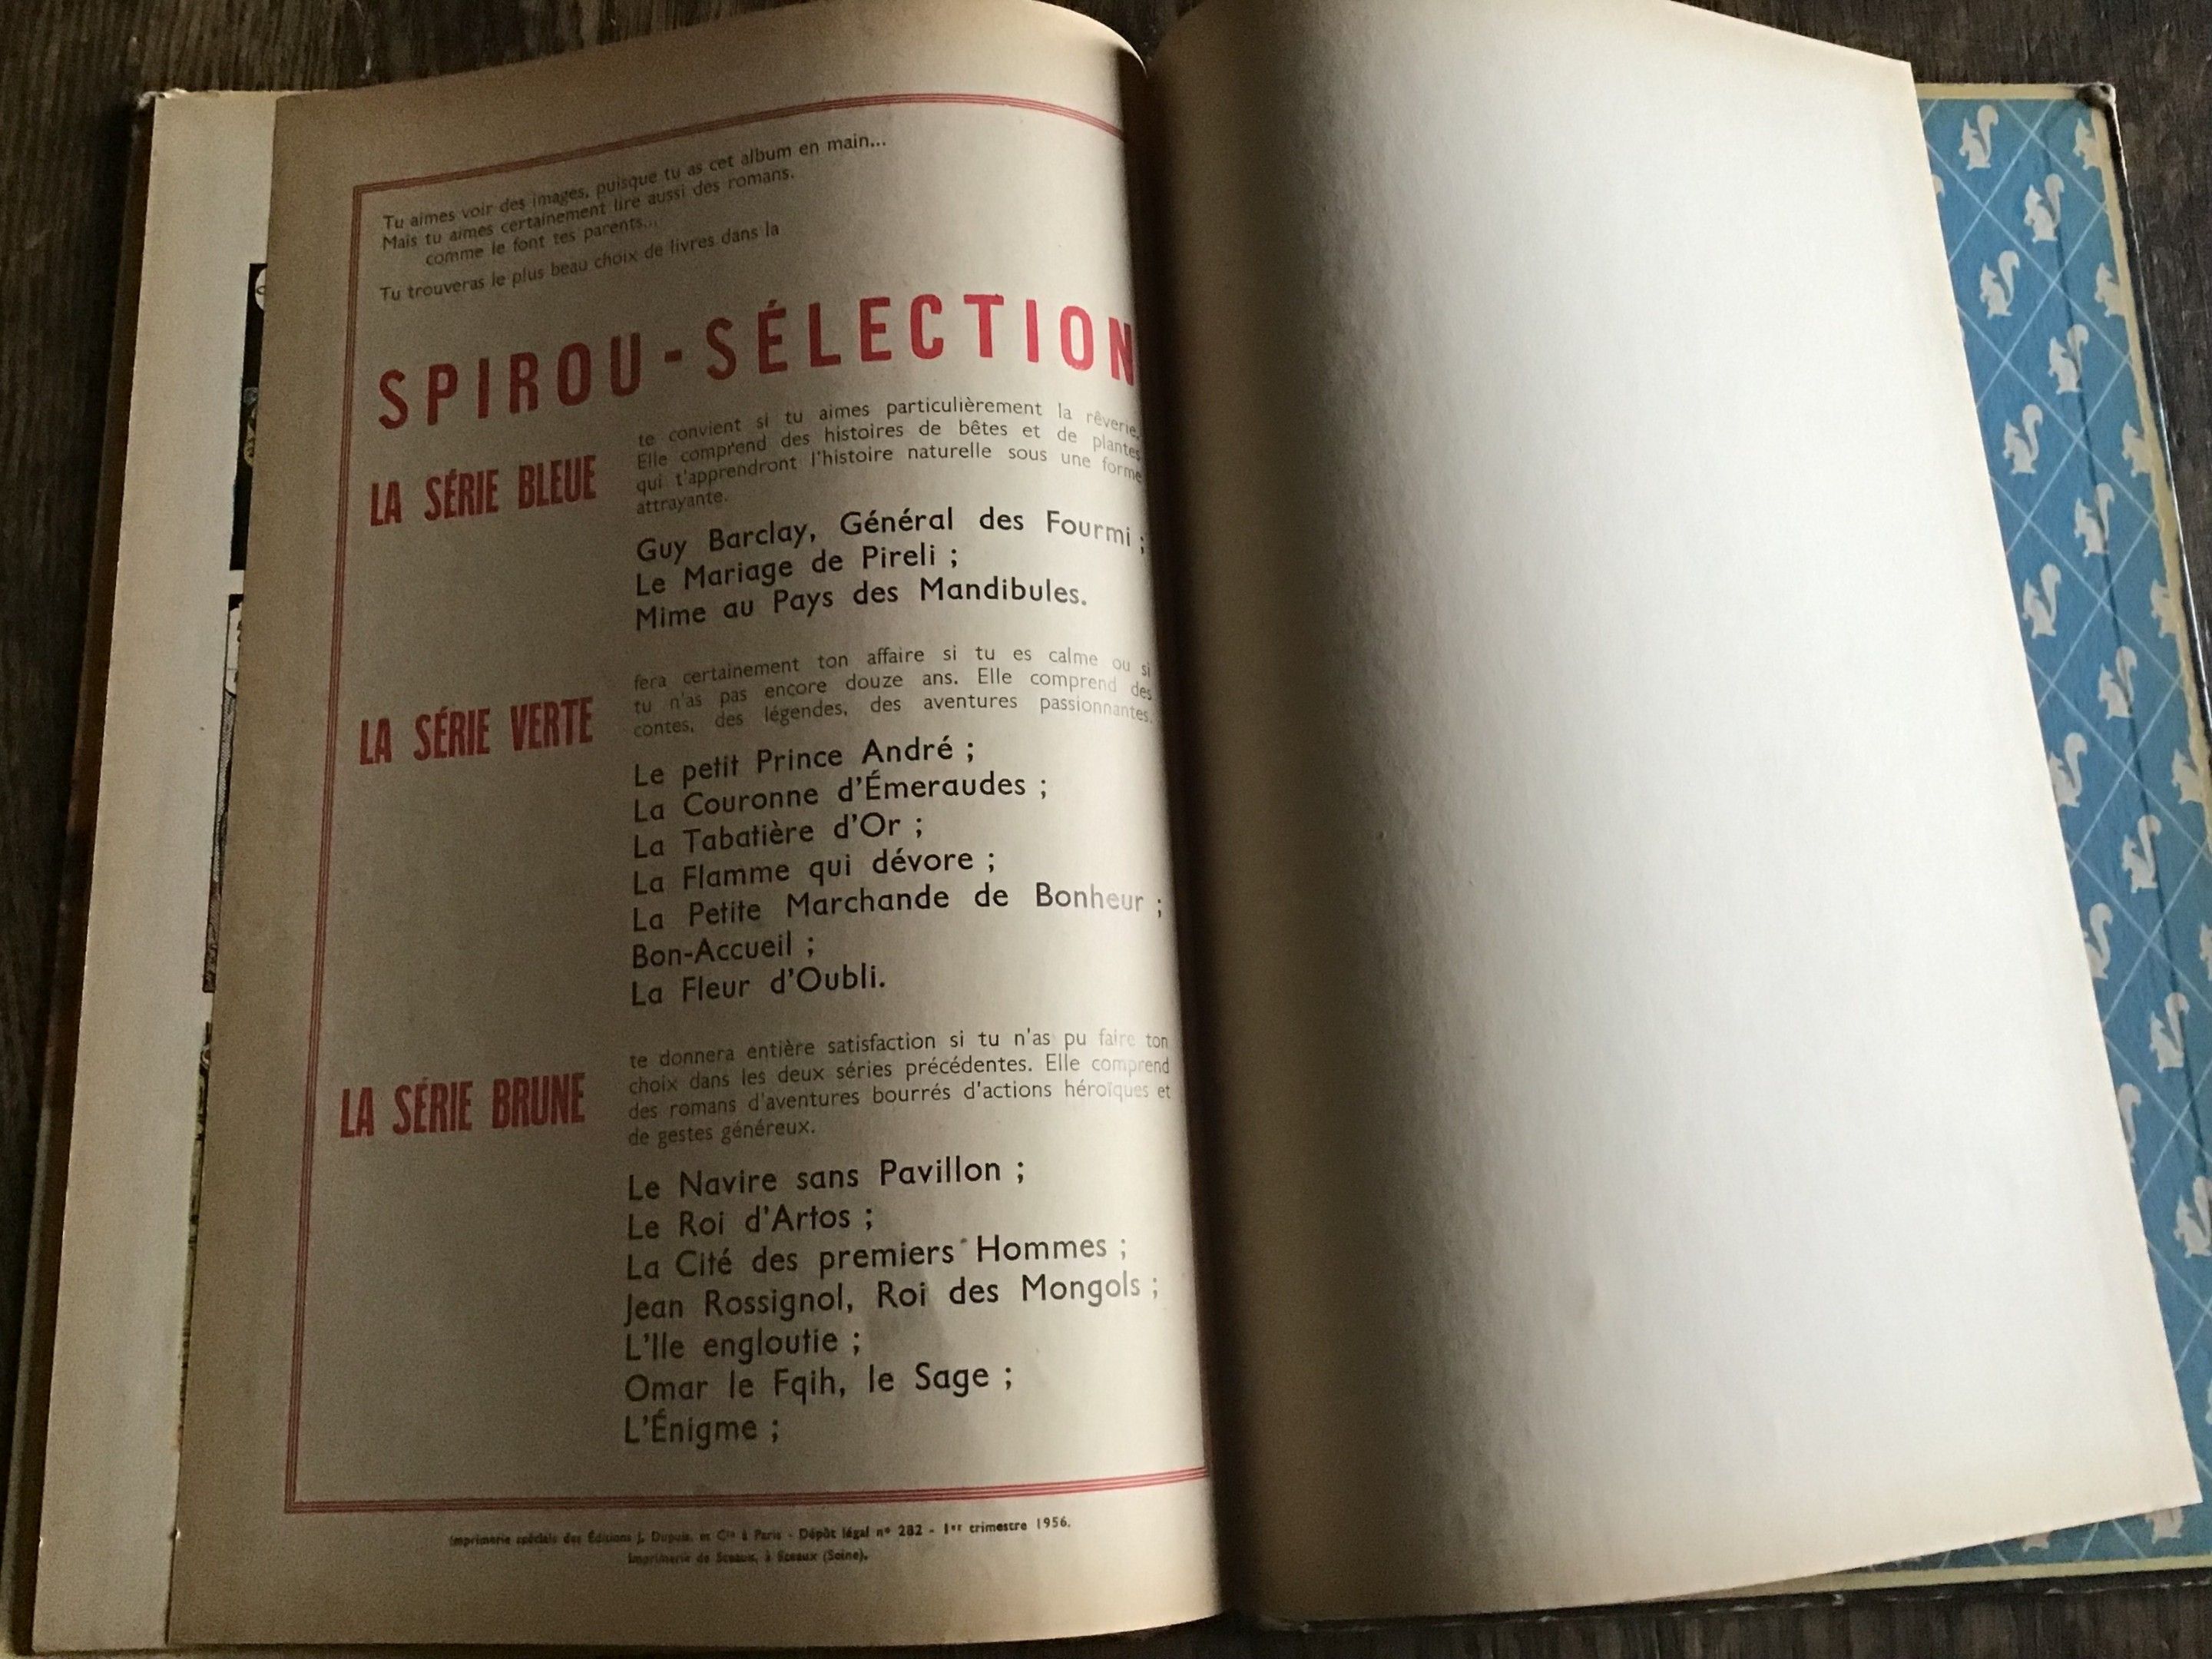 Tu aimes voir des images, puisque tu as cet album en main...
Mais tu aimes certainement lire aussi des romans.
comme le font tes parents...
Tu trouveras le plus beau choix de livres dans la
SPIROU-SÉLECTION
LA SÉRIE BLEUE
te convient si tu aimes particulièrement la rêverie.
Elle comprend des histoires de bêtes et de plantes
qui t'apprendront l'histoire naturelle sous une forme
attrayante.
Guy Barclay, Général des Fourmi ;
Le Mariage de Pireli ;
Mime au Pays des Mandibules.
LA SÉRIE VERTE
fera certainement ton affaire si tu es calme ou si
tu n'as pas encore douze ans. Elle comprend des
contes, des légendes, des aventures passionnantes.
Le petit Prince André ;
La Couronne d'Émeraudes ;
La Tabatière d'Or ;
La Flamme qui dévore ;
La Petite Marchande de Bonheur ;
Bon-Accueil ;
La Fleur d'Oubli.
LA SÉRIE BRUNE
te donnera entière satisfaction si tu n'as pu faire ton
choix dans les deux séries précédentes. Elle comprend
des romans d'aventures bourrés d'actions héroïques et
de gestes généreux.
Le Navire sans Pavillon ;
Le Roi d'Artos ;
La Cité des premiers Hommes ;
Jean Rossignol, Roi des Mongols ;
L'Ile engloutie ;
Omar le Fqih, le Sage ;
L'Énigme ;
Imprimerie spéciale des Éditions J. Dupuis. et Cie à Paris - Dépôt légal n° 282 - 1er trimestre 1956.
Imprimerie de Sceaux, à Sceaux (Seine).